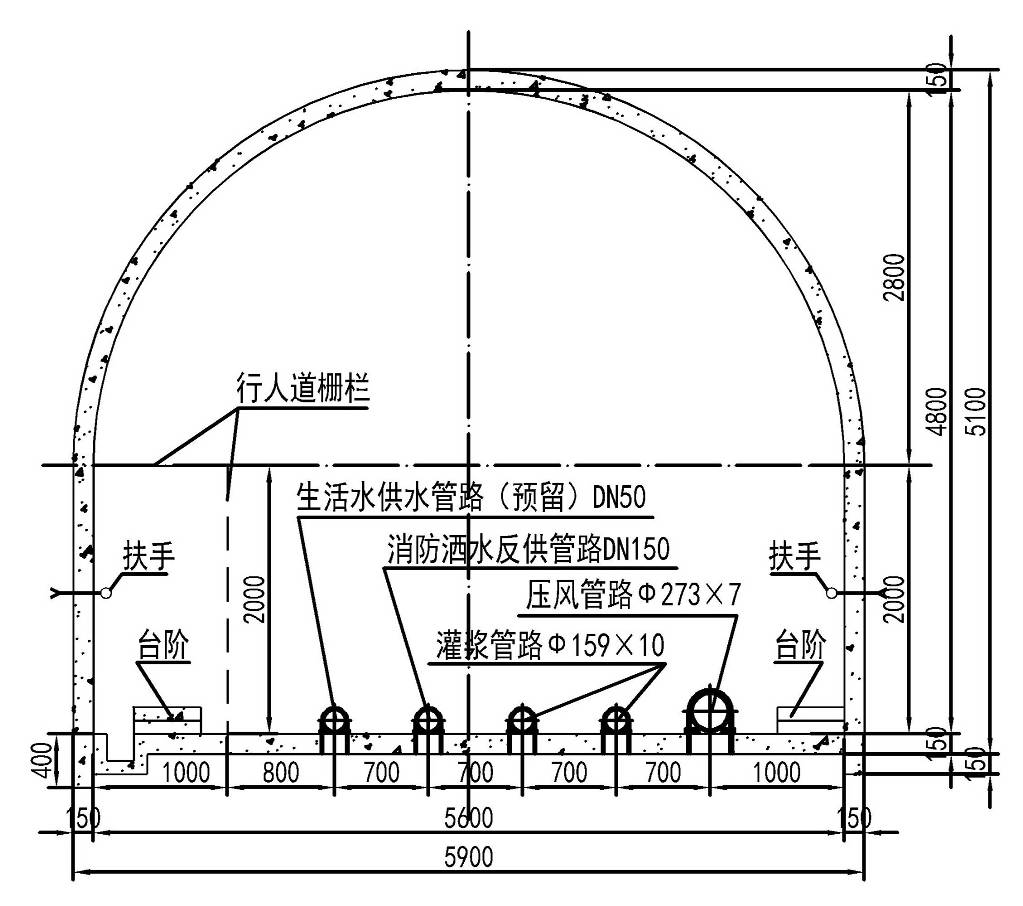 150
2800
4800
5100
行人道栅栏
生活水供水管路（预留）DN50
消防洒水反供管路DN150
扶手
扶手
2000
压风管路Φ273×7
2000
台阶
灌浆管路Φ159×10
台阶
400
150
150
1000
800
700
700
700
700
1000
150
5600
150
5900